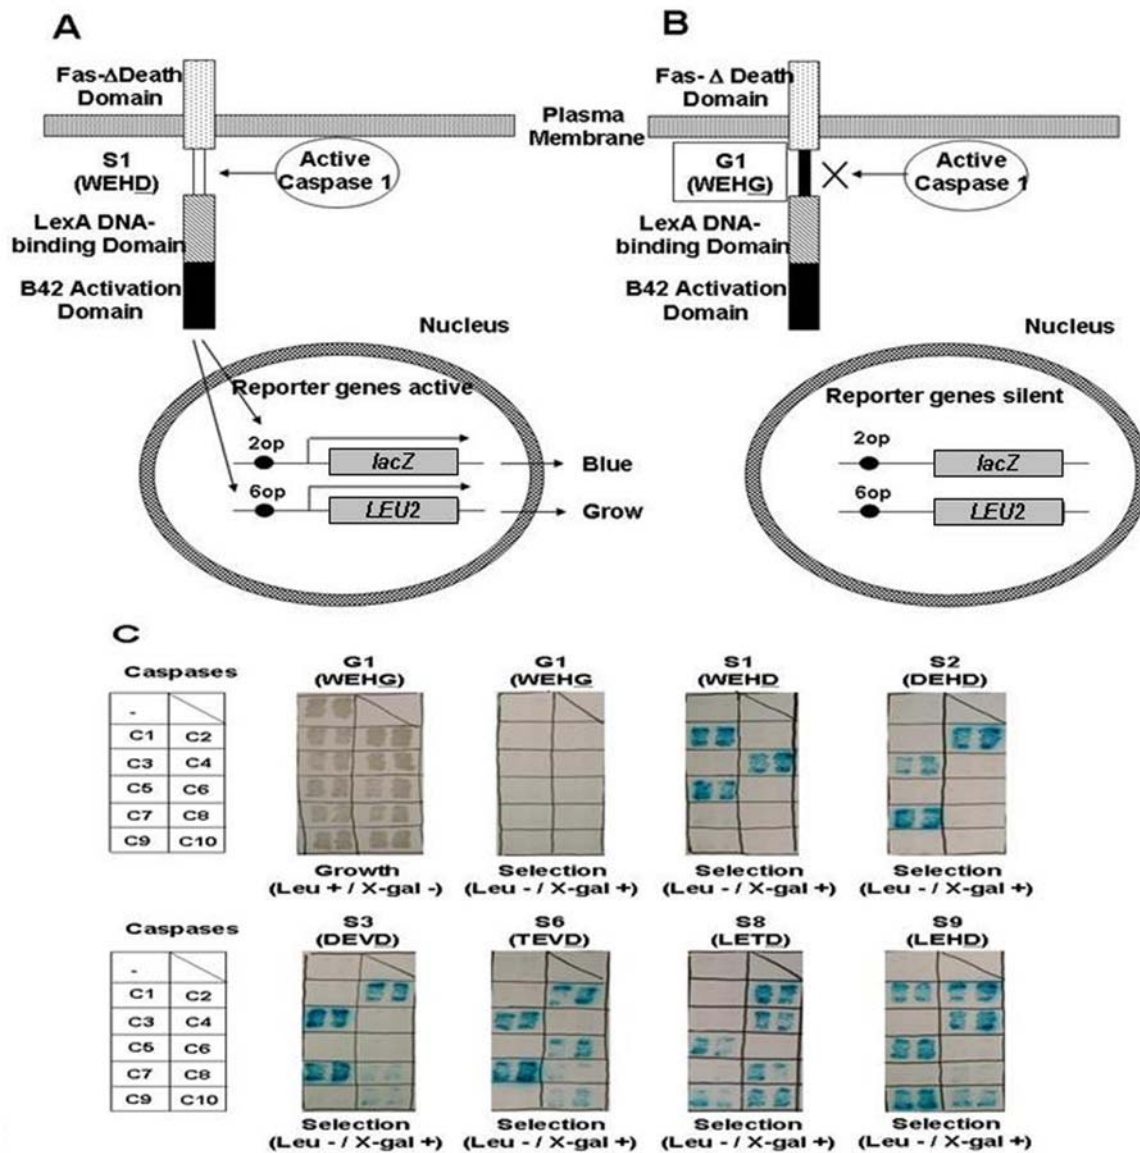 A
Fas-ΔDeath
Domain
S1
(WEHD)
Active
Caspase 1
LexA DNA-
binding Domain
B42 Activation
Domain
Nucleus
Reporter genes active
2op
lacZ
Blue
6op
LEU2
Grow
Plasma
Membrane
B
Fas- Δ Death
Domain
G1
(WEHG)
Active
Caspase 1
LexA DNA-
binding Domain
B42 Activation
Domain
Nucleus
Reporter genes silent
2op
lacZ
6op
LEU2
C
Caspases
-
C1 C2
C3 C4
C5 C6
C7 C8
C9 C10
G1
(WEHG)
Growth
(Leu + / X-gal -)
G1
(WEHG
Selection
(Leu - / X-gal +)
S1
(WEHD
Selection
(Leu - / X-gal +)
S2
(DEHD)
Selection
(Leu - / X-gal +)
Caspases
-
C1 C2
C3 C4
C5 C6
C7 C8
C9 C10
S3
(DEVD)
Selection
(Leu - / X-gal +)
S6
(TEVD)
Selection
(Leu - / X-gal +)
S8
(LETD)
Selection
(Leu - / X-gal +)
S9
(LEHD)
Selection
(Leu - / X-gal +)